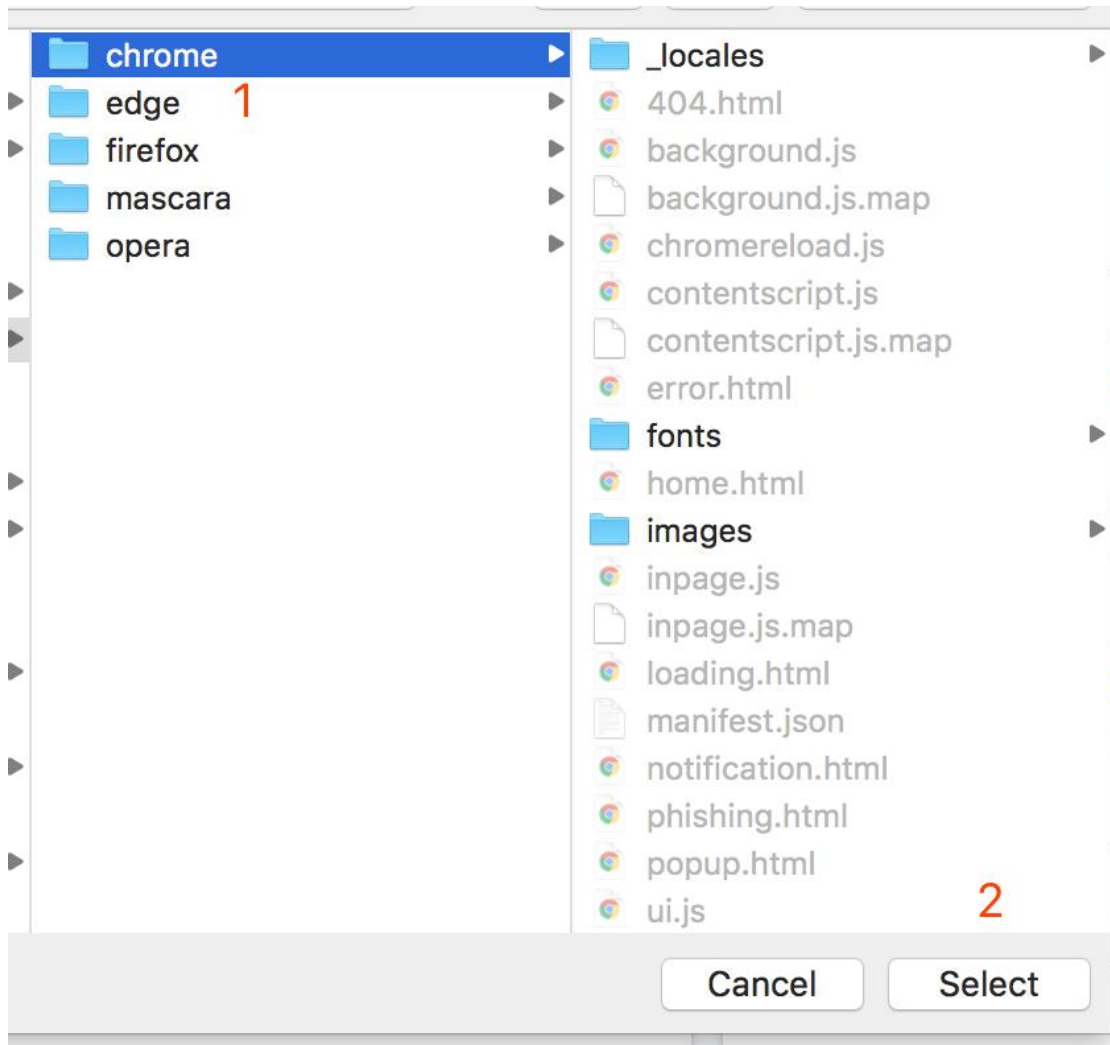 chrome
edge
1
firefox
mascara
opera
_locales
404.html
background.js
background.js.map
chromereload.js
contentscript.js
contentscript.js.map
error.html
fonts
home.html
images
inpage.js
inpage.js.map
loading.html
manifest.json
notification.html
phishing.html
popup.html
ui.js
2
Cancel
Select